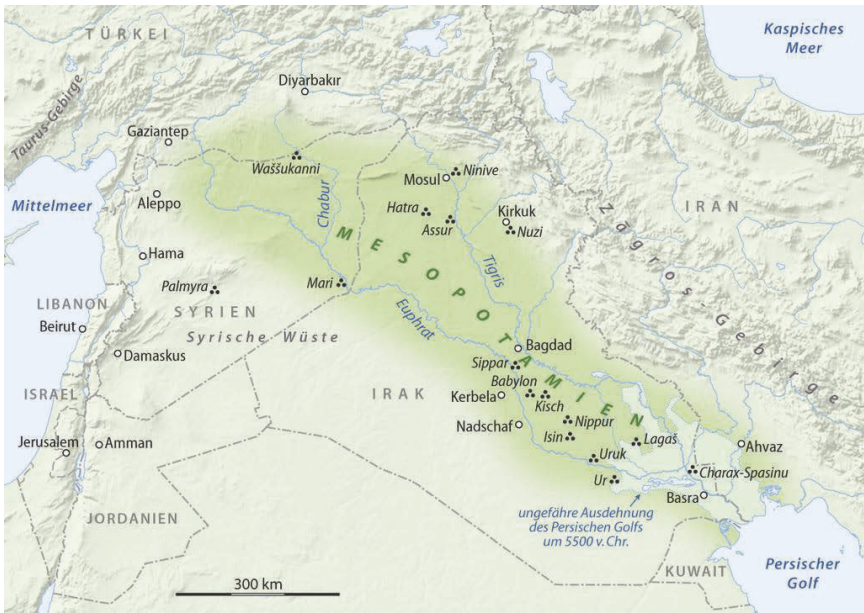 TÜRKEI
Kaspisches
Meer
Taurus-Gebirge
Diyarbakır
Gaziantep
Waššukanni
Ninive
Mosul
Mittelmeer
Aleppo
Chabur
Hatra
Assur
Kirkuk
Nuzi
IRAN
Zagros-Gebirge
Hama
MESOPOTAMIEN
Tigris
Palmyra
Mari
LIBANON
SYRIEN
Euphrat
Beirut
Syrische Wüste
Bagdad
Damaskus
Sippar
Babylon
ISRAEL
IRAK
Kerbela
Kisch
Nippur
Nadschaf
Isin
Lagaš
Jerusalem
Amman
Ahvaz
Uruk
Charax-Spasinu
Ur
Basra
JORDANIEN
ungefähre Ausdehnung
des Persischen Golfs
um 5500 v. Chr.
KUWAIT
Persischer
Golf
300 km